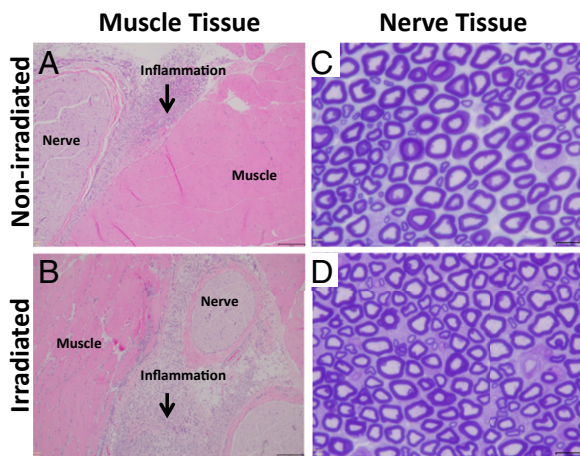 Muscle Tissue
Nerve Tissue
Non-irradiated
A
Inflammation
Nerve
Muscle
C
Irradiated
B
Nerve
Muscle
Inflammation
D